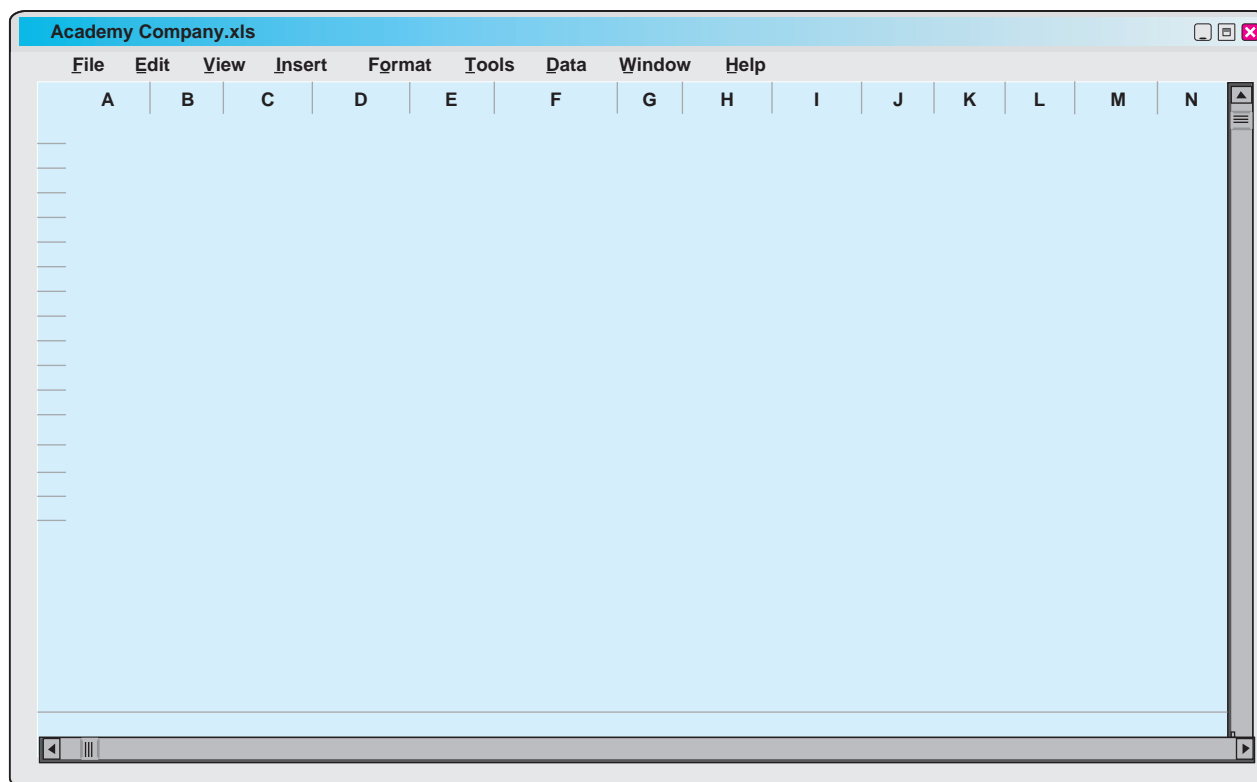 Academy Company.xls
File Edit View Insert Format Tools Data Window Help
A B C D E F G H I J K L M N